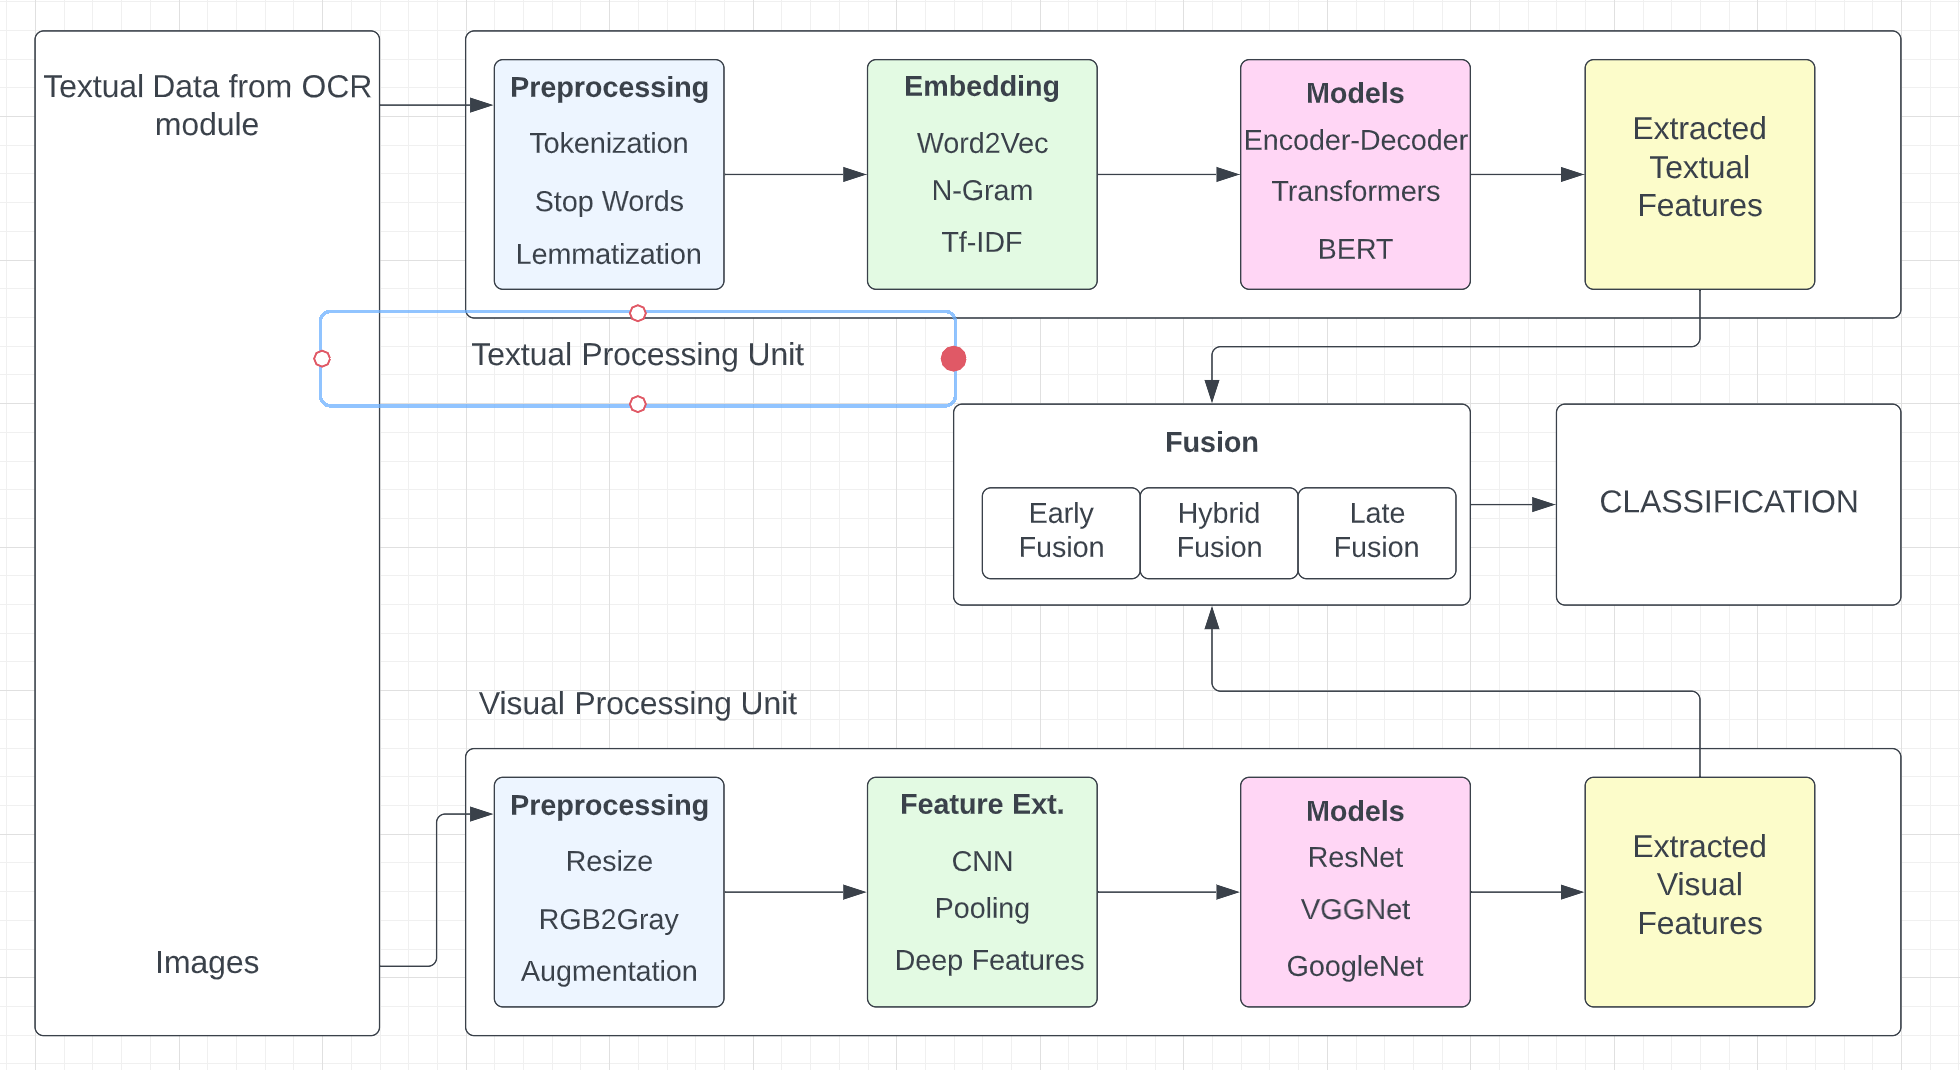 Textual Data from OCR
module
Preprocessing
Tokenization
Stop Words
Lemmatization
Embedding
Word2Vec
N-Gram
Tf-IDF
Models
Encoder-Decoder
Transformers
BERT
Extracted
Textual
Features
Textual Processing Unit
Fusion
Early
Fusion
Hybrid
Fusion
Late
Fusion
CLASSIFICATION
Visual Processing Unit
Images
Preprocessing
Resize
RGB2Gray
Augmentation
Feature Ext.
CNN
Pooling
Deep Features
Models
ResNet
VGGNet
GoogleNet
Extracted
Visual
Features